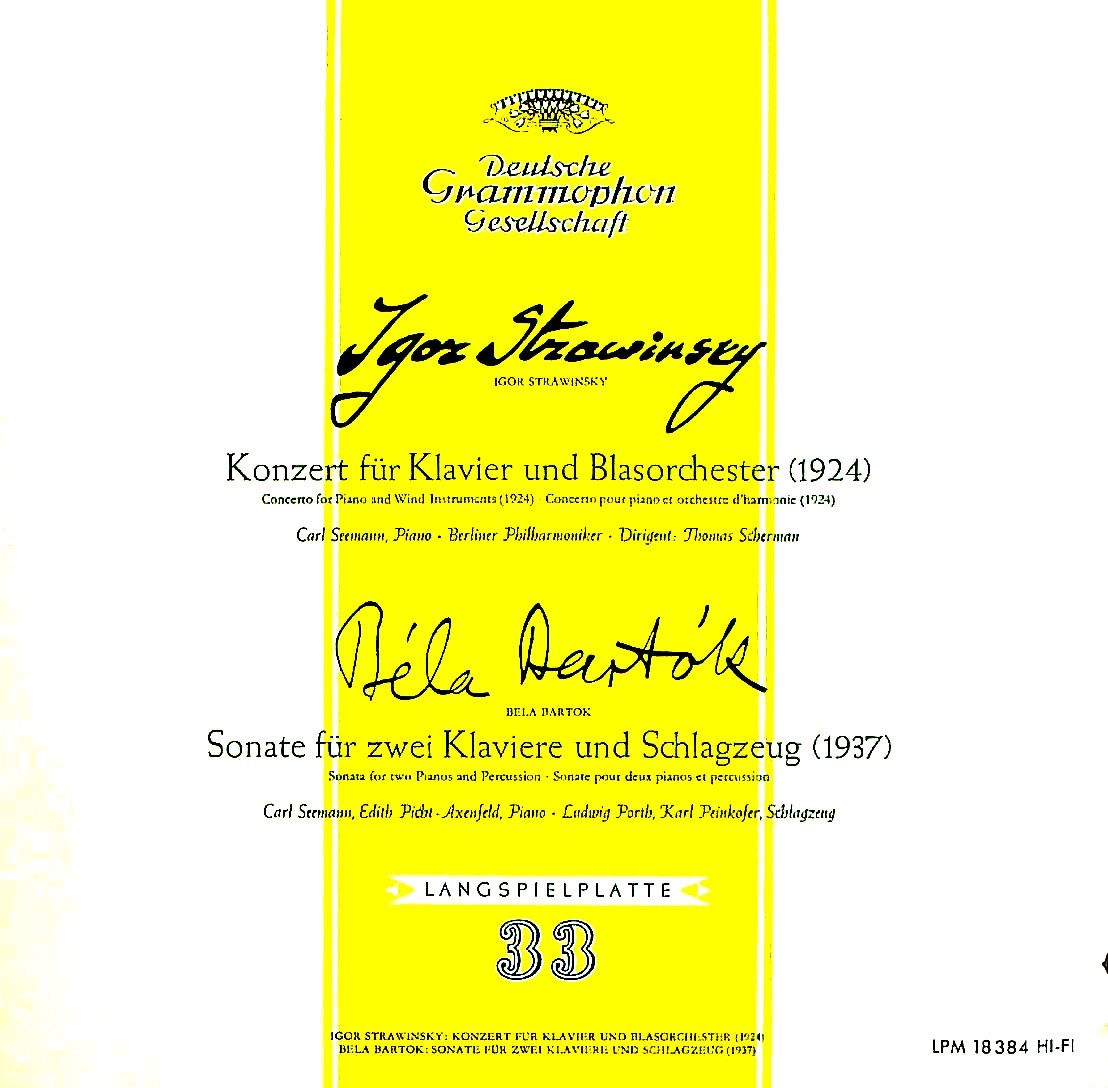 Deutsche
Grammophon
Gesellschaft
Igor Strawinsky
IGOR STRAWINSKY
Konzert für Klavier und Blasorchester (1924)
Concerto for Piano and Wind Instruments (1924) · Concerto pour piano et orchestre d'harmonie (1924)
Carl Seemann, Piano · Berliner Philharmoniker · Dirigent: Thomas Scherman
Béla Bartók
BELA BARTOK
Sonate für zwei Klaviere und Schlagzeug (1937)
Sonata for two Pianos and Percussion · Sonate pour deux pianos et percussion
Carl Seemann, Edith Picht-Axenfeld, Piano · Ludwig Porth, Karl Peinkofer, Schlagzeug
LANGSPIELPLATTE
33
IGOR STRAWINSKY: KONZERT FÜR KLAVIER UND BLASORCHESTER (1924)
BELA BARTOK: SONATE FÜR ZWEI KLAVIERE UND SCHLAGZEUG (1937)
LPM 18384 HI-FI